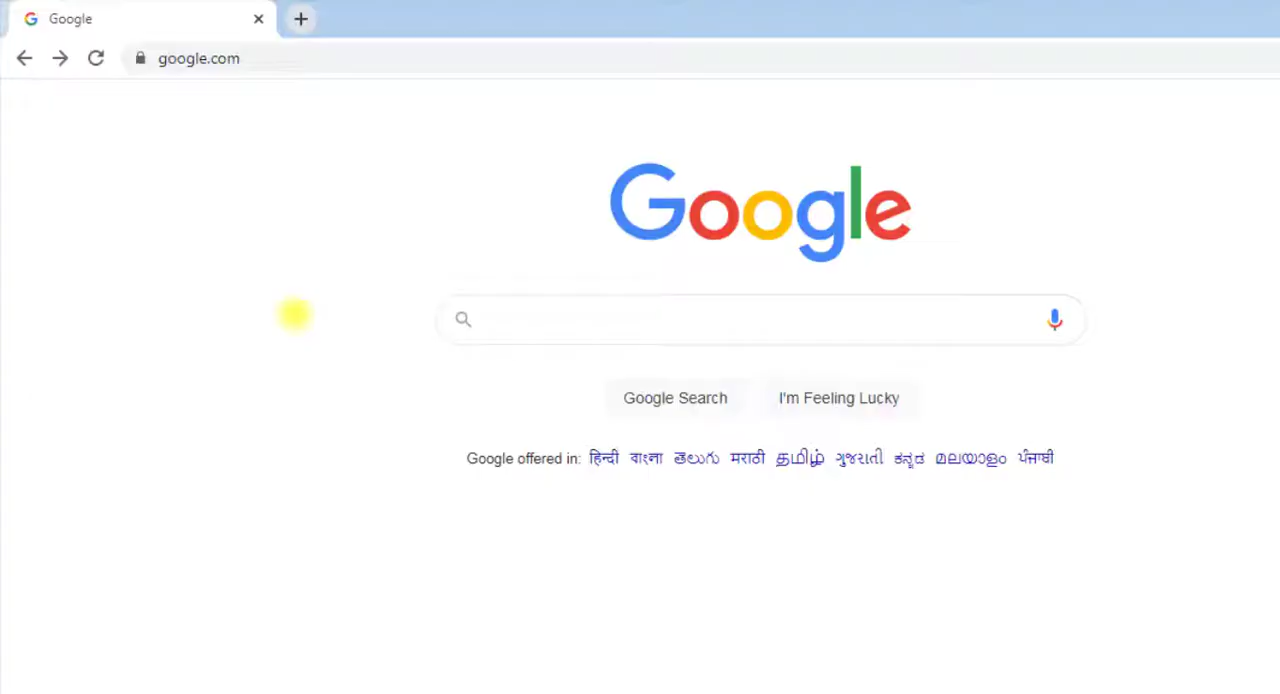 Google
google.com
Google
Google Search I'm Feeling Lucky
Google offered in: हिन्दी বাংলা తెలుగు मराठी தமிழ் ગુજરાતી ಕನ್ನಡ മലയാളം ਪੰਜਾਬੀ